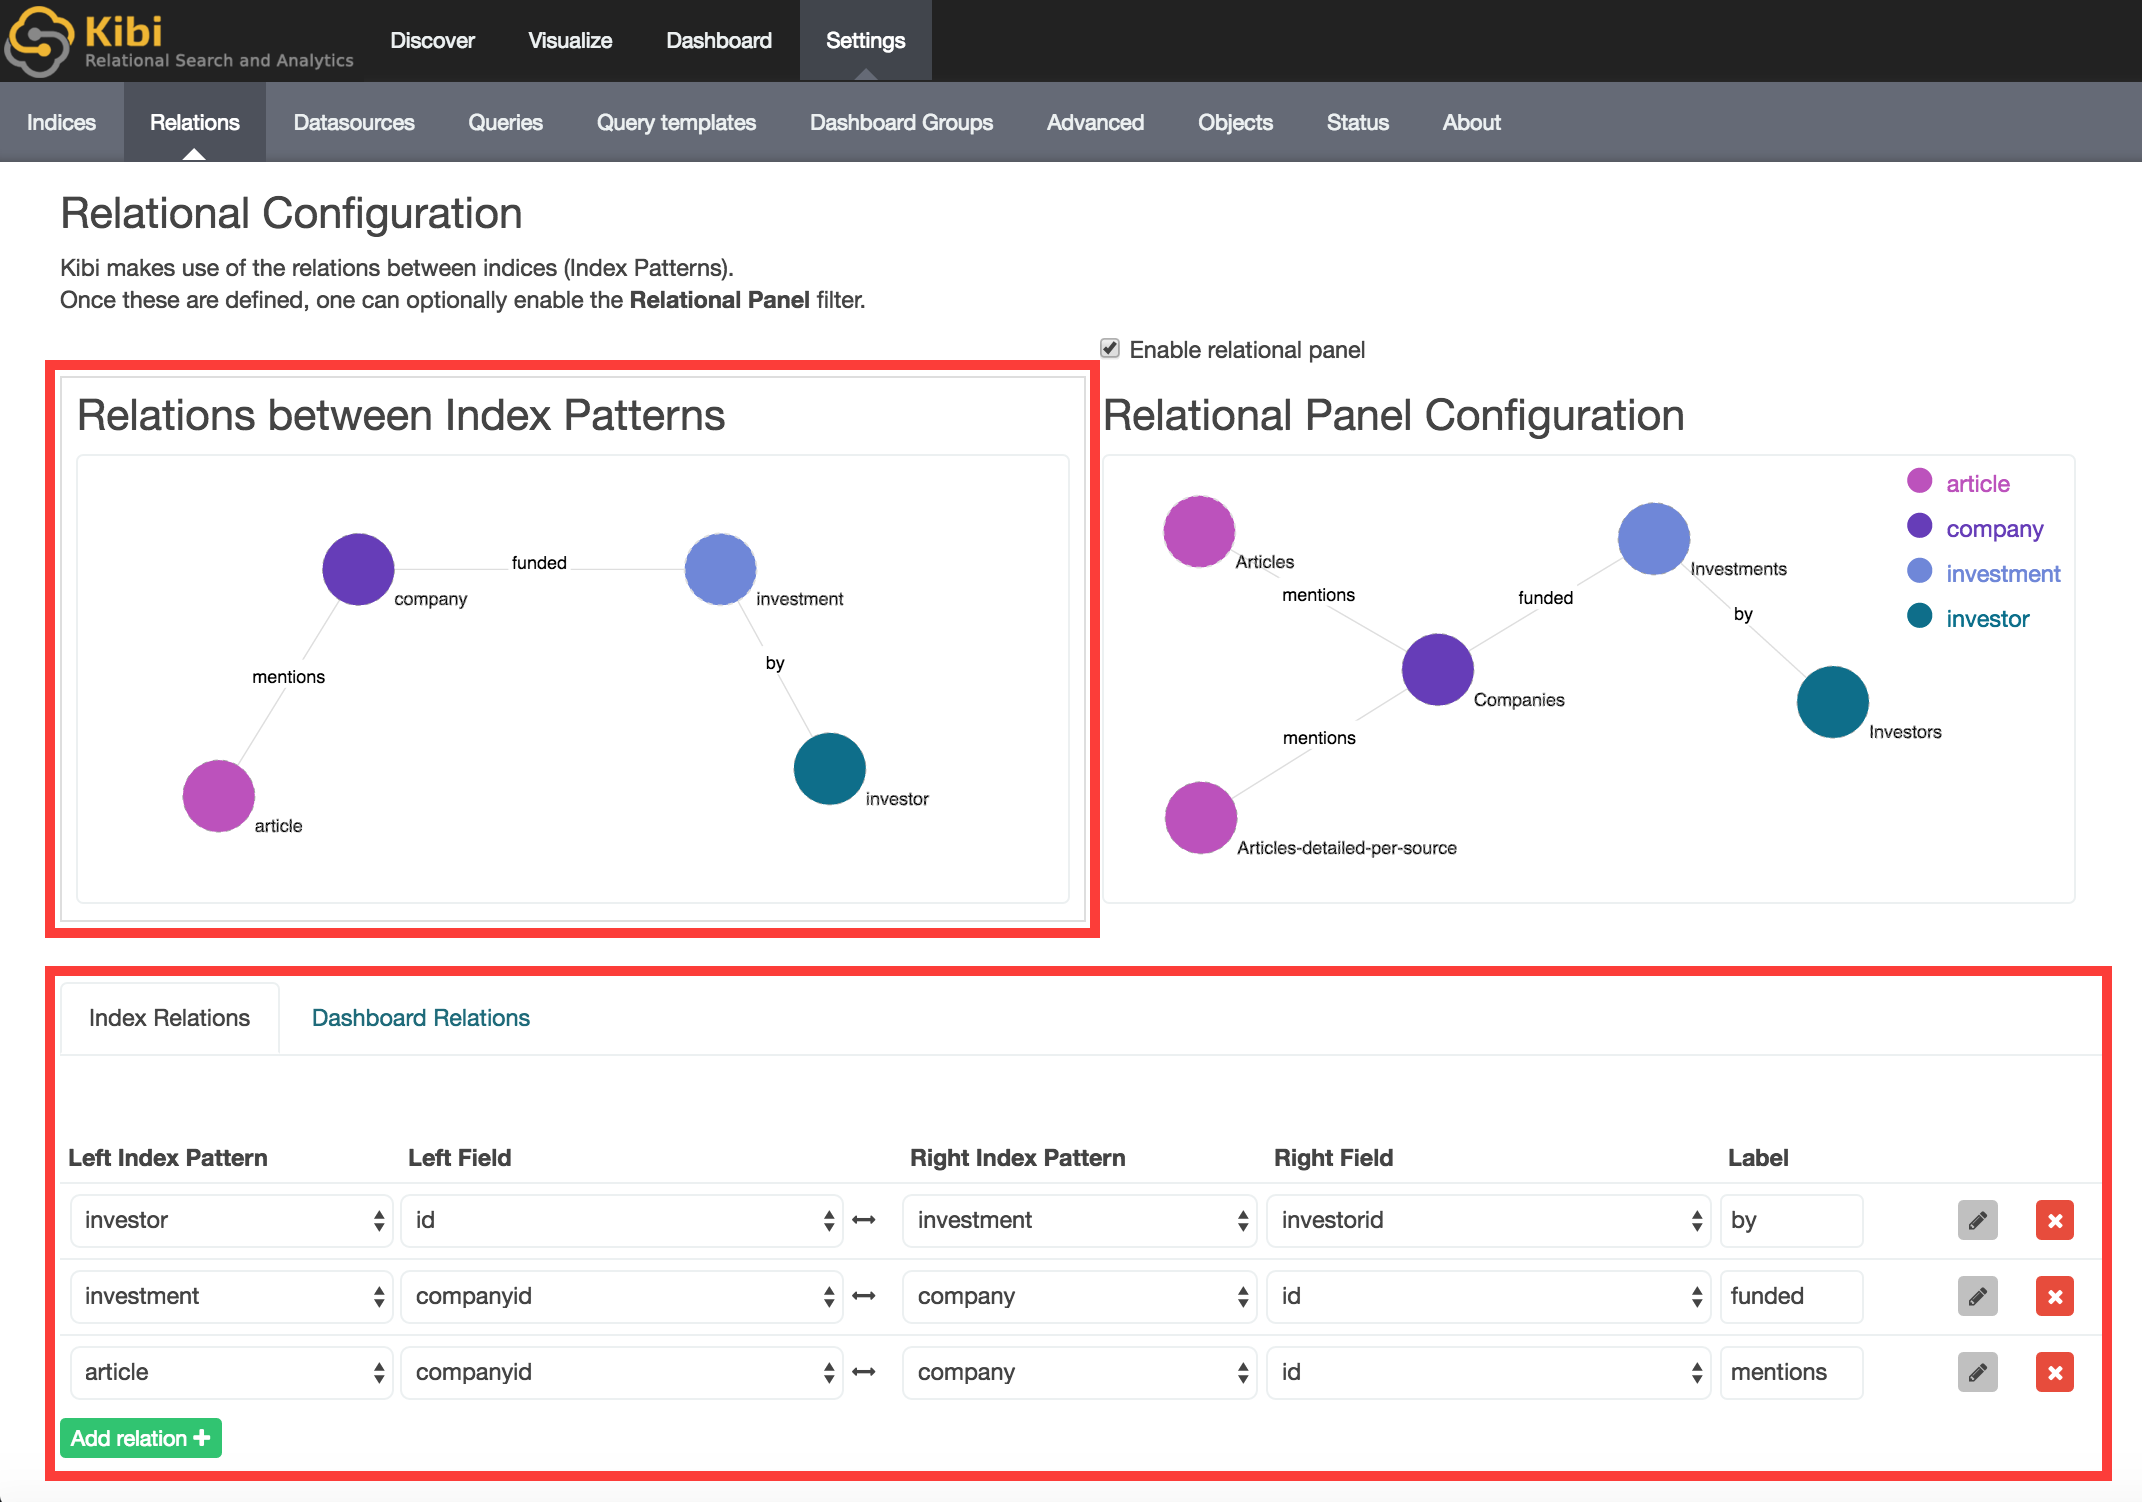 Kibi
Relational Search and Analytics
Discover Visualize Dashboard Settings
Indices Relations Datasources Queries Query templates Dashboard Groups Advanced Objects Status About
Relational Configuration
Kibi makes use of the relations between indices (Index Patterns).
Once these are defined, one can optionally enable the Relational Panel filter.
Enable relational panel
Relations between Index Patterns
company
funded
investment
mentions
by
article
investor
Relational Panel Configuration
Articles
mentions
funded
Investments
by
Companies
Investors
mentions
Articles-detailed-per-source
article
company
investment
investor
Index Relations Dashboard Relations
Left Index Pattern Left Field Right Index Pattern Right Field Label
investor id investment investorid by
investment companyid company id funded
article companyid company id mentions
Add relation